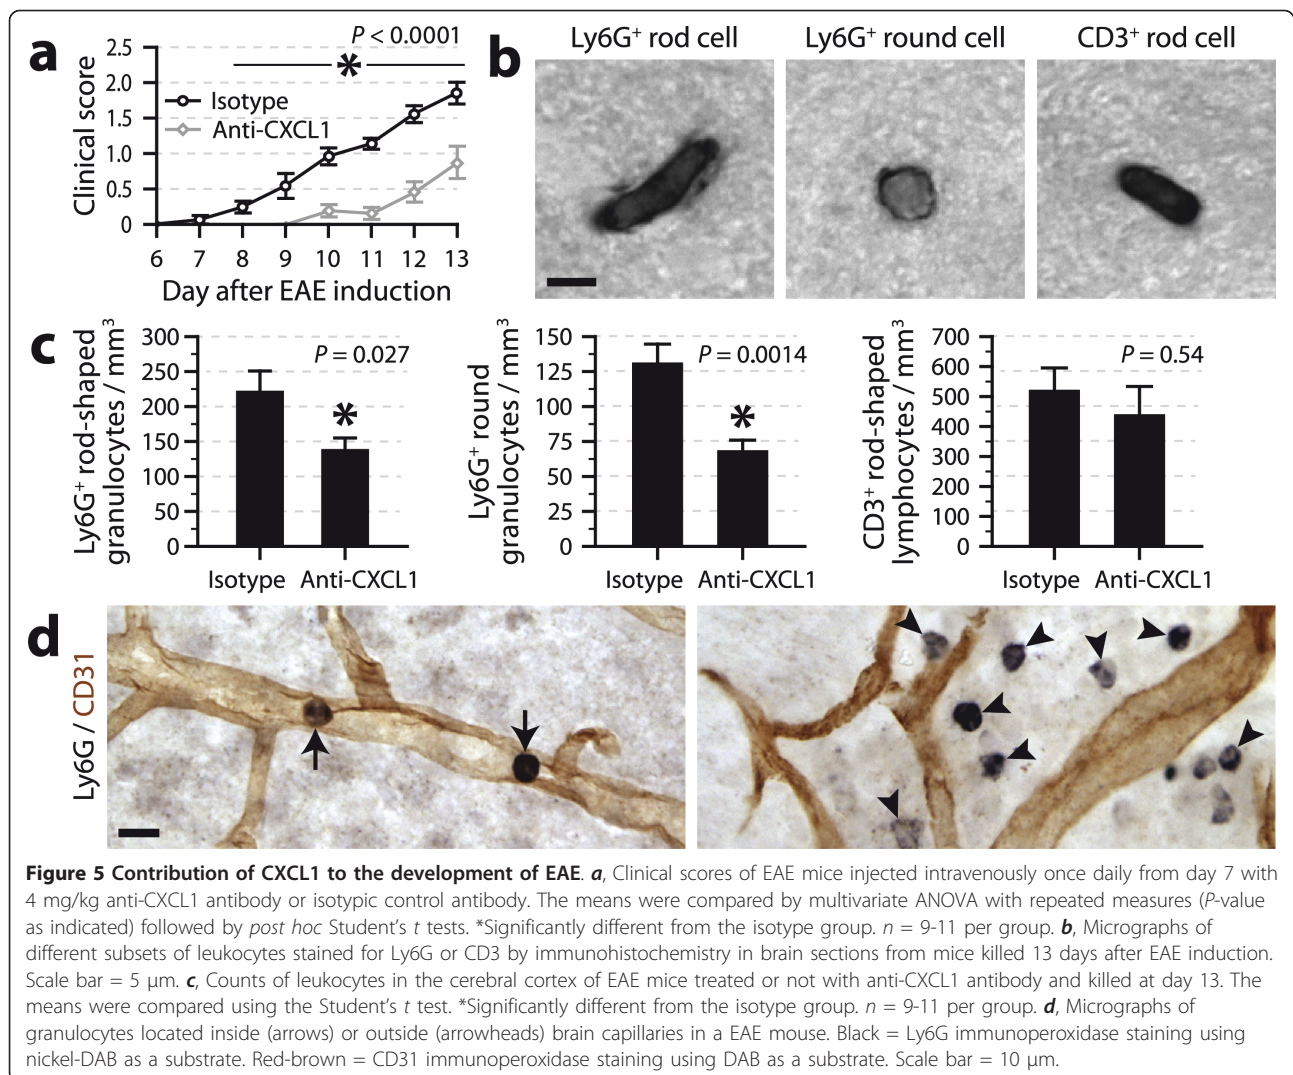 a
P < 0.0001
Clinical score
2.5
2.0
1.5
1.0
0.5
0
*
Isotype
Anti-CXCL1
6 7 8 9 10 11 12 13
Day after EAE induction
b
Ly6G+ rod cell
Ly6G+ round cell
CD3+ rod cell
c
Ly6G+ rod-shaped
granulocytes / mm³
300
250
200
150
100
50
0
P = 0.027
*
Isotype Anti-CXCL1
Ly6G+ round
granulocytes / mm³
150
125
100
75
50
25
0
P = 0.0014
*
Isotype Anti-CXCL1
CD3+ rod-shaped
lymphocytes / mm³
700
600
500
400
300
200
100
0
P = 0.54
Isotype Anti-CXCL1
d
Ly6G / CD31
Figure 5 Contribution of CXCL1 to the development of EAE. a, Clinical scores of EAE mice injected intravenously once daily from day 7 with
4 mg/kg anti-CXCL1 antibody or isotypic control antibody. The means were compared by multivariate ANOVA with repeated measures (P-value
as indicated) followed by post hoc Student's t tests. *Significantly different from the isotype group. n = 9-11 per group. b, Micrographs of
different subsets of leukocytes stained for Ly6G or CD3 by immunohistochemistry in brain sections from mice killed 13 days after EAE induction.
Scale bar = 5 μm. c, Counts of leukocytes in the cerebral cortex of EAE mice treated or not with anti-CXCL1 antibody and killed at day 13. The
means were compared using the Student's t test. *Significantly different from the isotype group. n = 9-11 per group. d, Micrographs of
granulocytes located inside (arrows) or outside (arrowheads) brain capillaries in a EAE mouse. Black = Ly6G immunoperoxidase staining using
nickel-DAB as a substrate. Red-brown = CD31 immunoperoxidase staining using DAB as a substrate. Scale bar = 10 μm.